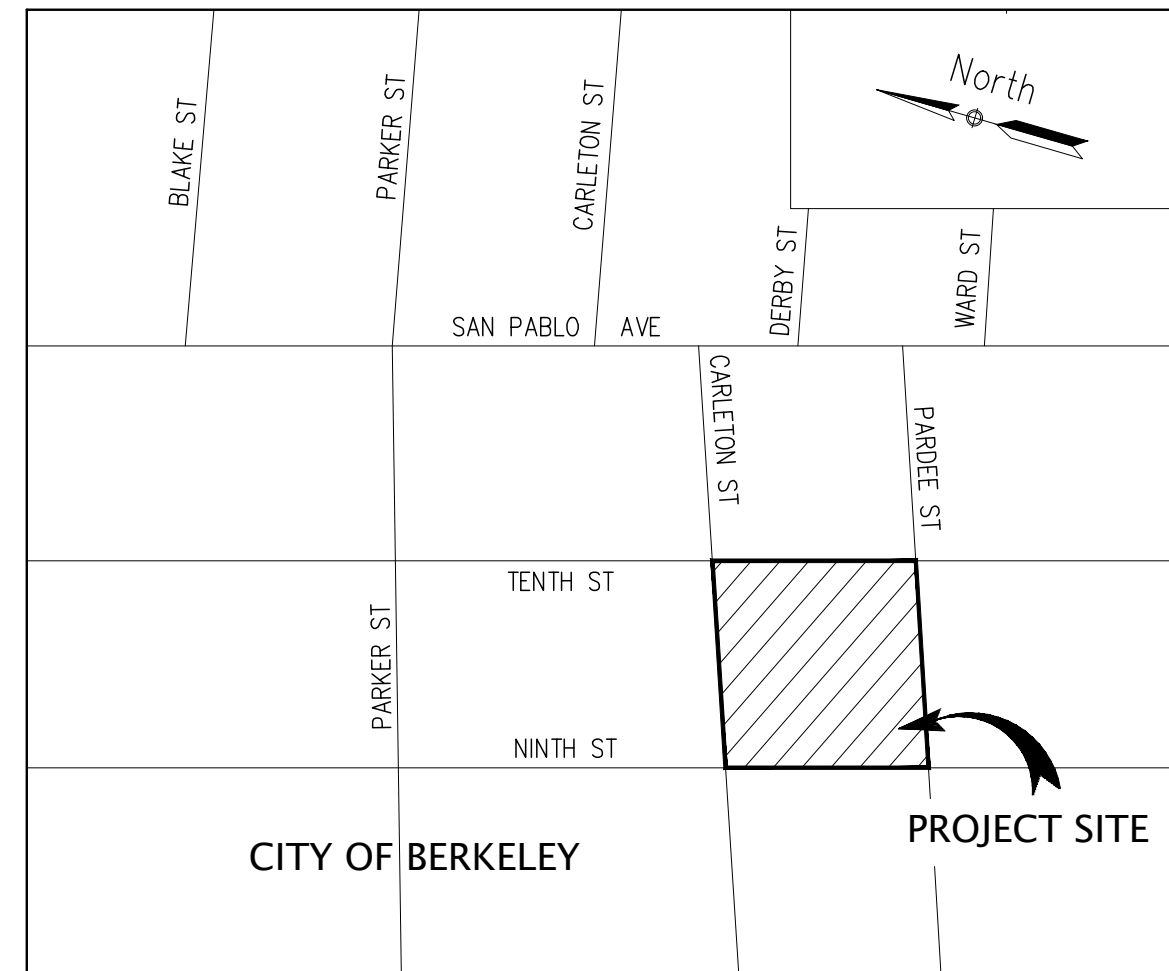 North
BLAKE ST
PARKER ST
CARLETON ST
DERBY ST
WARD ST
SAN PABLO AVE
CARLETON ST
PARDEE ST
TENTH ST
PARKER ST
NINTH ST
PROJECT SITE
CITY OF BERKELEY